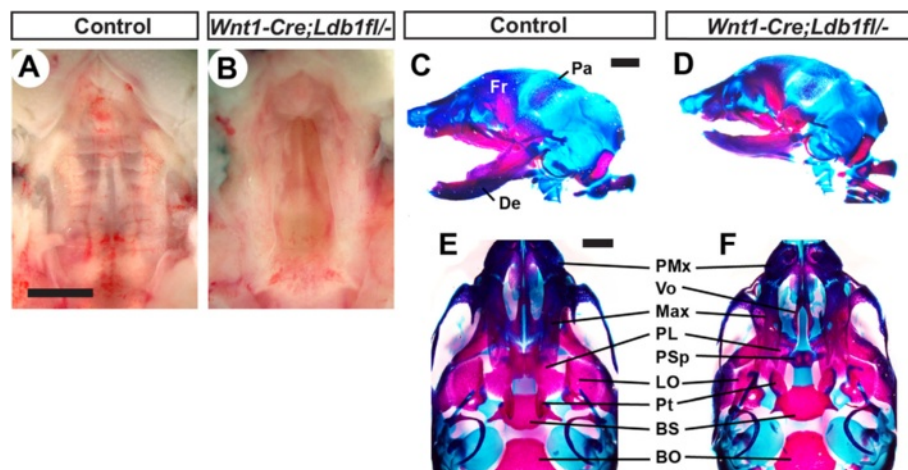 Control
Wnt1-Cre;Ldb1fl/-
Control
Wnt1-Cre;Ldb1fl/-
A
B
C
Fr
Pa
De
D
E
F
PMx
Vo
Max
PL
PSp
LO
Pt
BS
BO